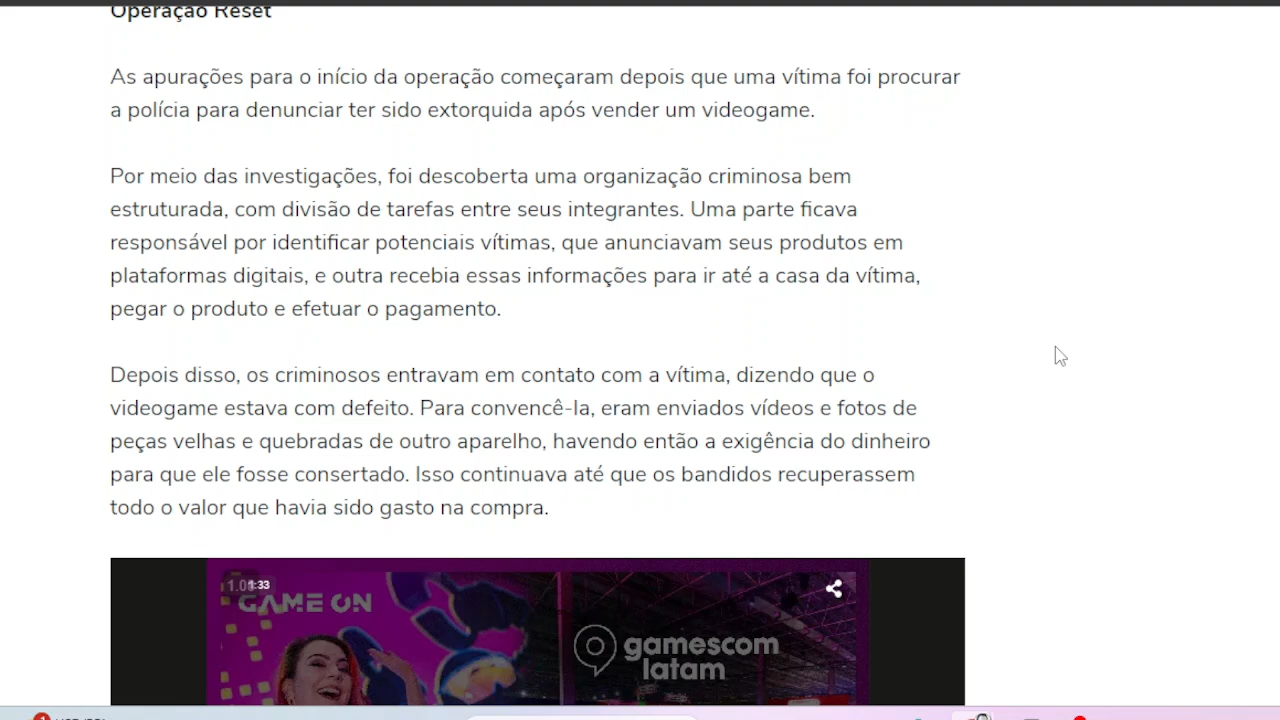 Operação Reset
As apurações para o início da operação começaram depois que uma vítima foi procurar
a polícia para denunciar ter sido extorquida após vender um videogame.
Por meio das investigações, foi descoberta uma organização criminosa bem
estruturada, com divisão de tarefas entre seus integrantes. Uma parte ficava
responsável por identificar potenciais vítimas, que anunciavam seus produtos em
plataformas digitais, e outra recebia essas informações para ir até a casa da vítima,
pegar o produto e efetuar o pagamento.
Depois disso, os criminosos entravam em contato com a vítima, dizendo que o
videogame estava com defeito. Para convencê-la, eram enviados vídeos e fotos de
peças velhas e quebradas de outro aparelho, havendo então a exigência do dinheiro
para que ele fosse consertado. Isso continuava até que os bandidos recuperassem
todo o valor que havia sido gasto na compra.
GAME ON
gamescom
latam